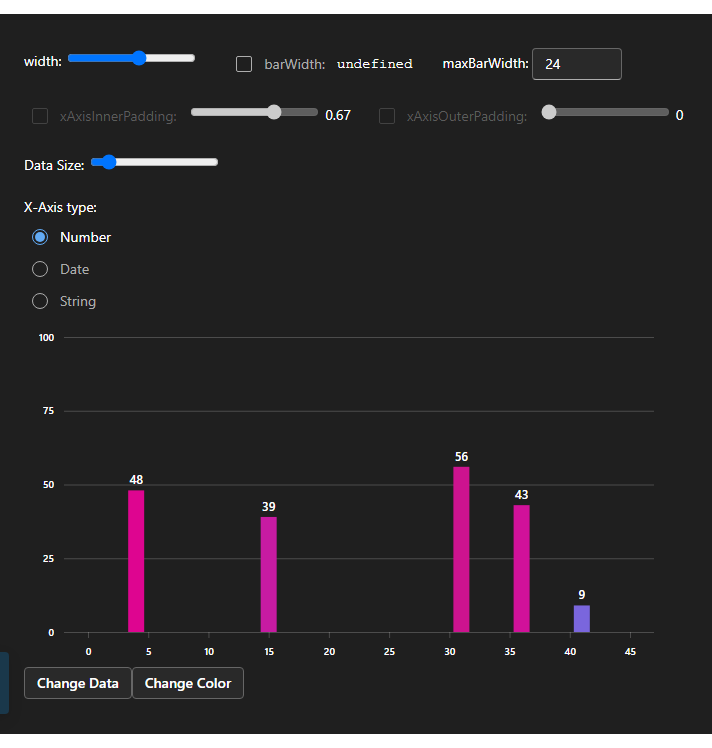 width: barWidth: undefined maxBarWidth: 24
xAxisInnerPadding: 0.67 xAxisOuterPadding: 0
Data Size:
X-Axis type:
Number
Date
String
100
75
50
25
0
48
39
56
43
9
0 5 10 15 20 25 30 35 40 45
Change Data Change Color